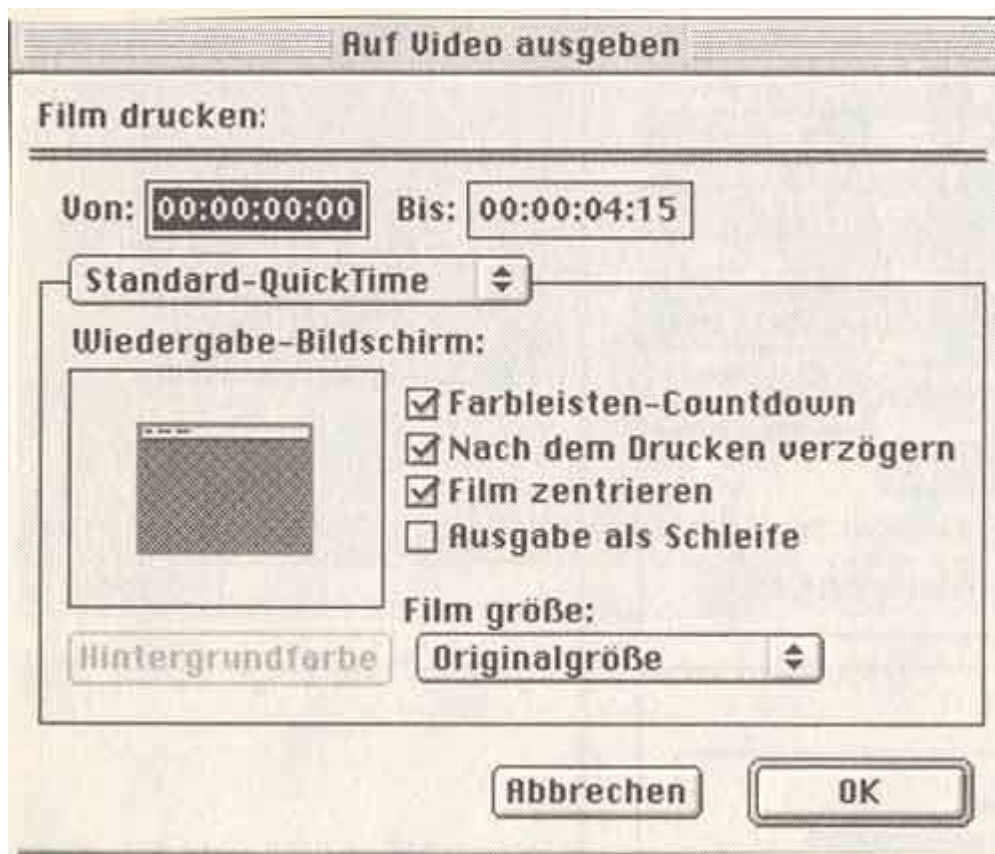 Auf Video ausgeben
Film drucken:
Von: 00:00:00:00 Bis: 00:00:04:15
Standard-QuickTime
Wiedergabe-Bildschirm:
Farbleisten-Countdown
Nach dem Drucken verzögern
Film zentrieren
Ausgabe als Schleife
Film größe:
Hintergrundfarbe Originalgröße
Abbrechen OK